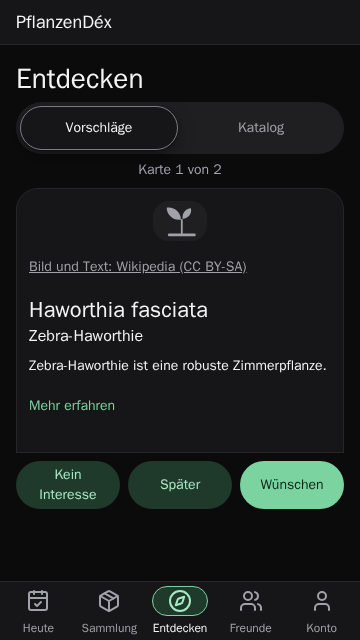 PflanzenDéx
Entdecken
Vorschläge
Katalog
Karte 1 von 2
Bild und Text: Wikipedia (CC BY-SA)
Haworthia fasciata
Zebra-Haworthie
Zebra-Haworthie ist eine robuste Zimmerpflanze.
Mehr erfahren
Kein
Interesse
Später
Wünschen
Heute
Sammlung
Entdecken
Freunde
Konto